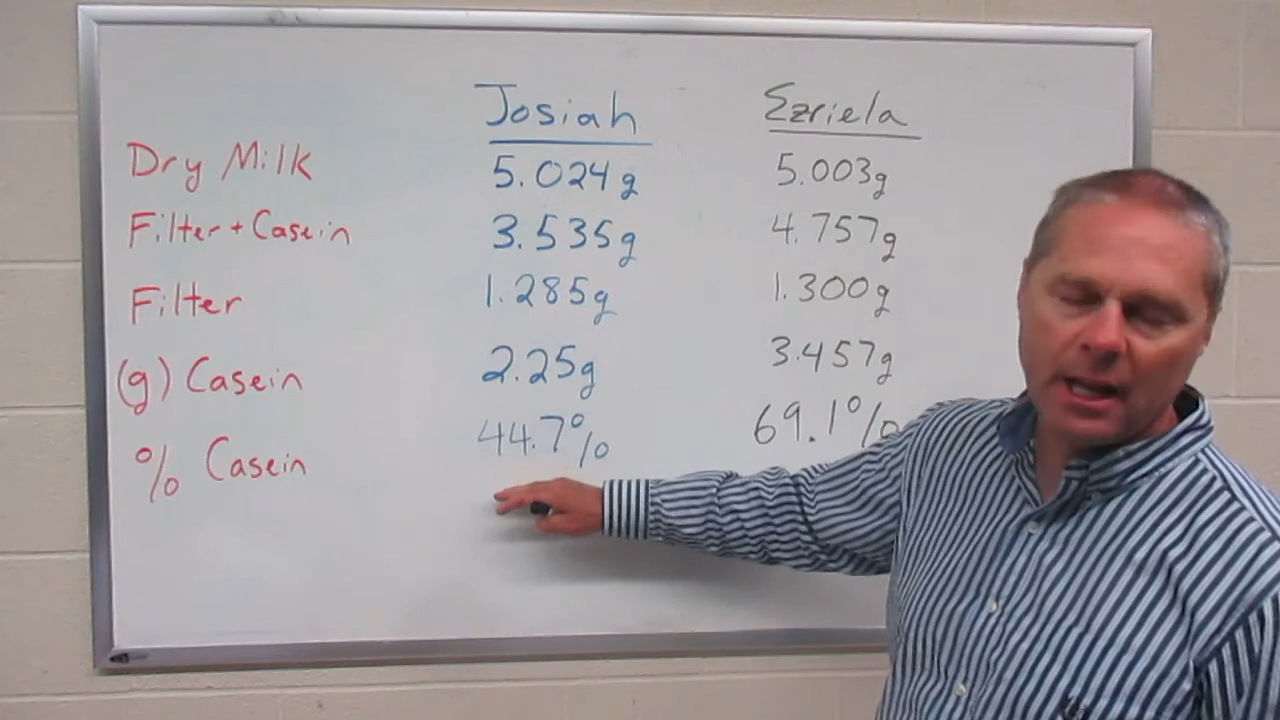 Josiah Ezriela
Dry Milk 5.024g 5.003g
Filter + Casein 3.535g 4.757g
Filter 1.285g 1.300g
(g) Casein 2.25g 3.457g
% Casein 44.7% 69.1%